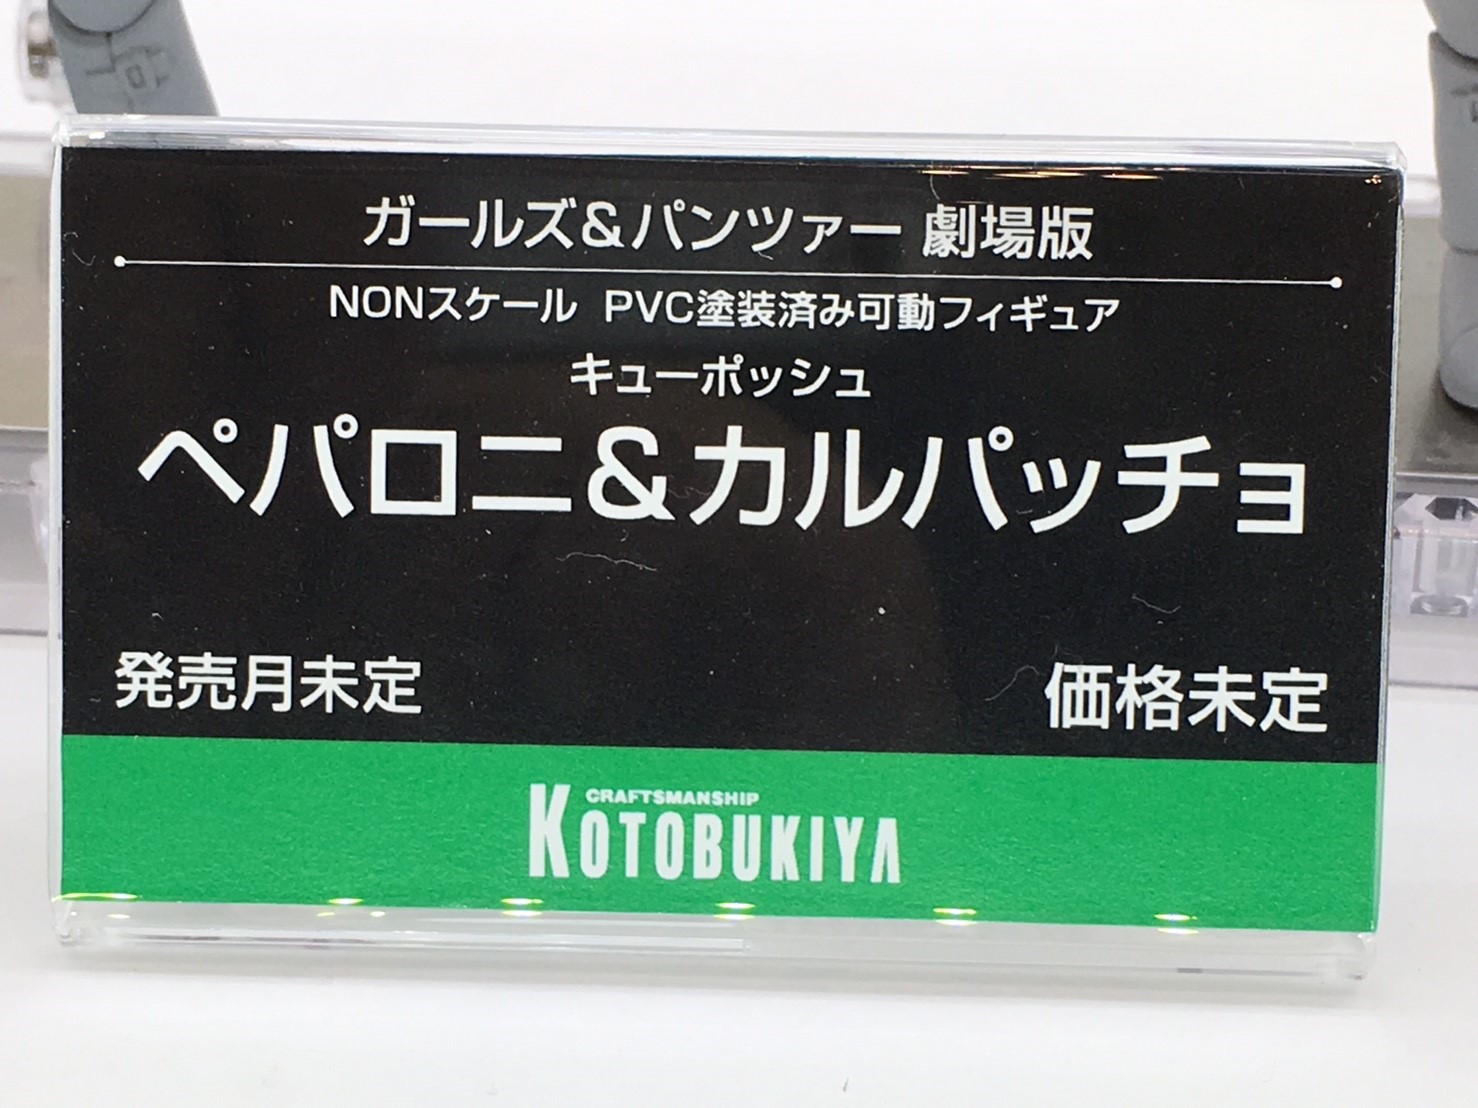 ガールズ&パンツァー 劇場版
NONスケール PVC塗装済み可動フィギュア
キューポッシュ
ペパロニ&カルパッチョ
発売月未定 価格未定
CRAFTSMANSHIP
KOTOBUKIYA